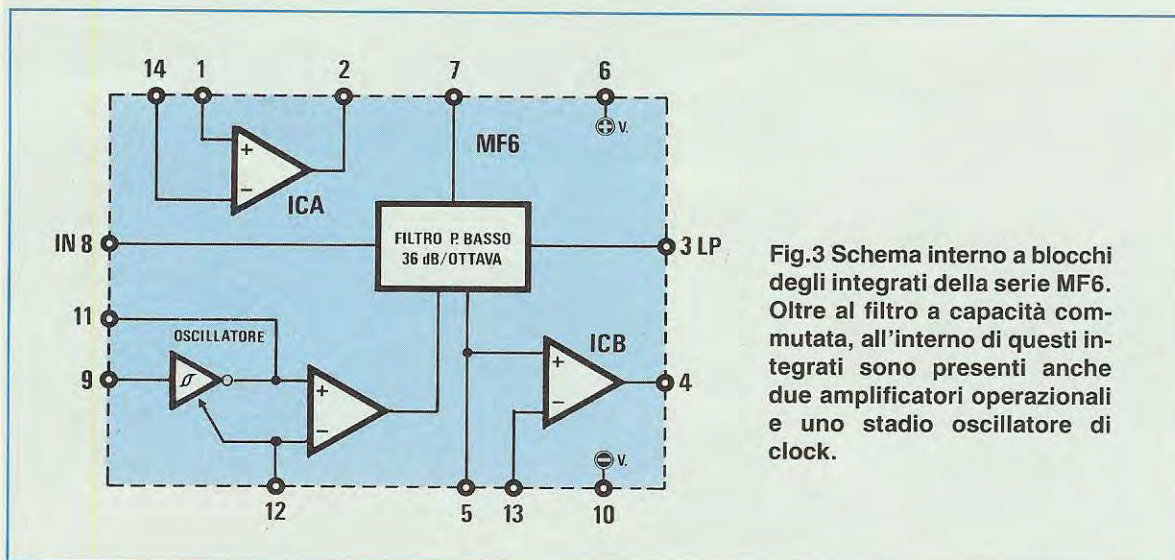 14 1 2 7 6
+ V.
MF6
+
−
ICA
IN 8
FILTRO P. BASSO
36 dB/OTTAVA
3 LP
11
OSCILLATORE
ICB
9
+
−
+
−
4
− V.
12 5 13 10
Fig.3 Schema interno a blocchi
degli integrati della serie MF6.
Oltre al filtro a capacità com-
mutata, all'interno di questi in-
tegrati sono presenti anche
due amplificatori operazionali
e uno stadio oscillatore di
clock.